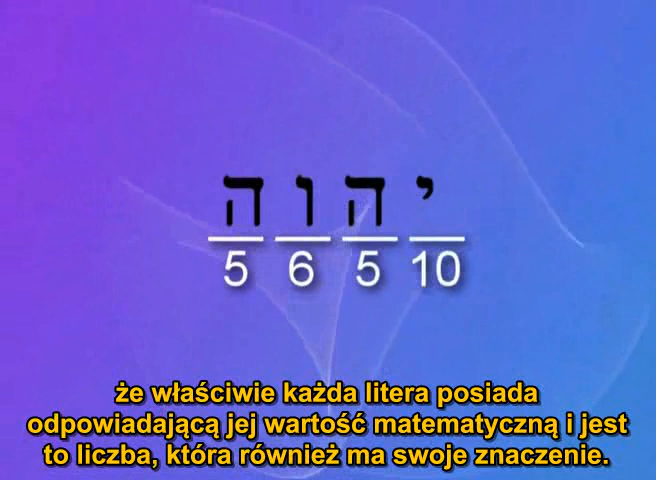 יהוה
5 6 5 10
że właściwie każda litera posiada
odpowiadającą jej wartość matematyczną i jest
to liczba, która również ma swoje znaczenie.